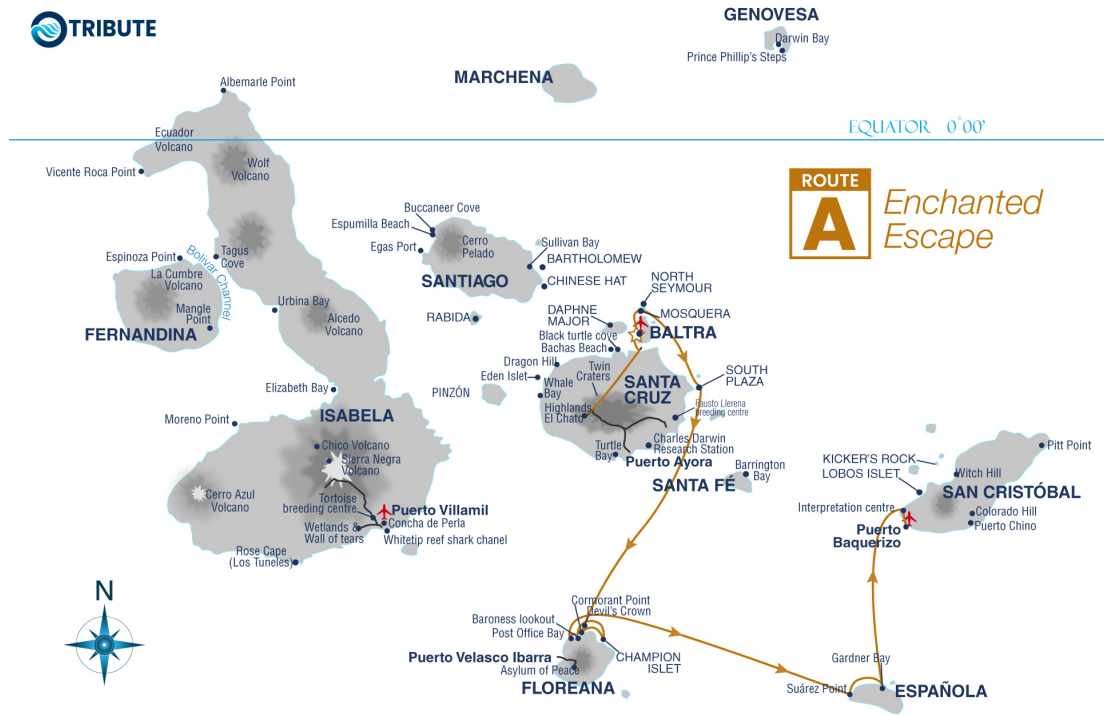 TRIBUTE
GENOVESA
Darwin Bay
Prince Phillip's Steps
MARCHENA
Albemarle Point
EQUATOR 0°00'
Ecuador
Volcano
Wolf
Volcano
Vicente Roca Point
ROUTE
A
Enchanted
Escape
Buccaneer Cove
Espumilla Beach
Egas Port
Cerro
Pelado
Sullivan Bay
BARTHOLOMEW
CHINESE HAT
SANTIAGO
Espinoza Point
Bolivar Channel
Tagus
Cove
La Cumbre
Volcano
Mangle
Point
FERNANDINA
Urbina Bay
Alcedo
Volcano
RABIDA
NORTH
SEYMOUR
MOSQUERA
DAPHNE
MAJOR
BALTRA
Black turtle cove
Bachas Beach
Dragon Hill
Eden Islet
Whale
Bay
Twin
Craters
SANTA
CRUZ
SOUTH
PLAZA
Highlands
El Chato
Fausto Llerena
breeding centre
PINZÓN
Elizabeth Bay
ISABELA
Moreno Point
Chico Volcano
Sierra Negra
Volcano
Turtle
Bay
Charles Darwin
Research Station
Puerto Ayora
Barrington
Bay
SANTA FÉ
Pitt Point
KICKER'S ROCK
LOBOS ISLET
Witch Hill
SAN CRISTÓBAL
Interpretation centre
Colorado Hill
Puerto Chino
Puerto
Baquerizo
Cerro Azul
Volcano
Tortoise
breeding centre
Puerto Villamil
Concha de Perla
Wetlands &
Wall of tears
Whitetip reef shark chanel
Rose Cape
(Los Tuneles)
N
Cormorant Point
Devil's Crown
Baroness lookout
Post Office Bay
Puerto Velasco Ibarra
Asylum of Peace
CHAMPION
ISLET
FLOREANA
Gardner Bay
Suárez Point
ESPAÑOLA